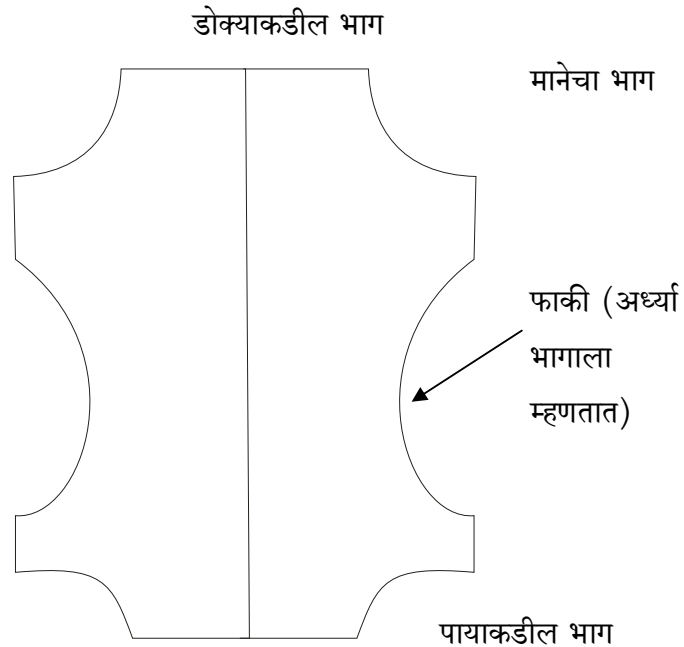 डोक्याकडील भाग
मानेचा भाग
फाकी (अर्ध्या
भागाला
म्हणतात)
पायाकडील भाग